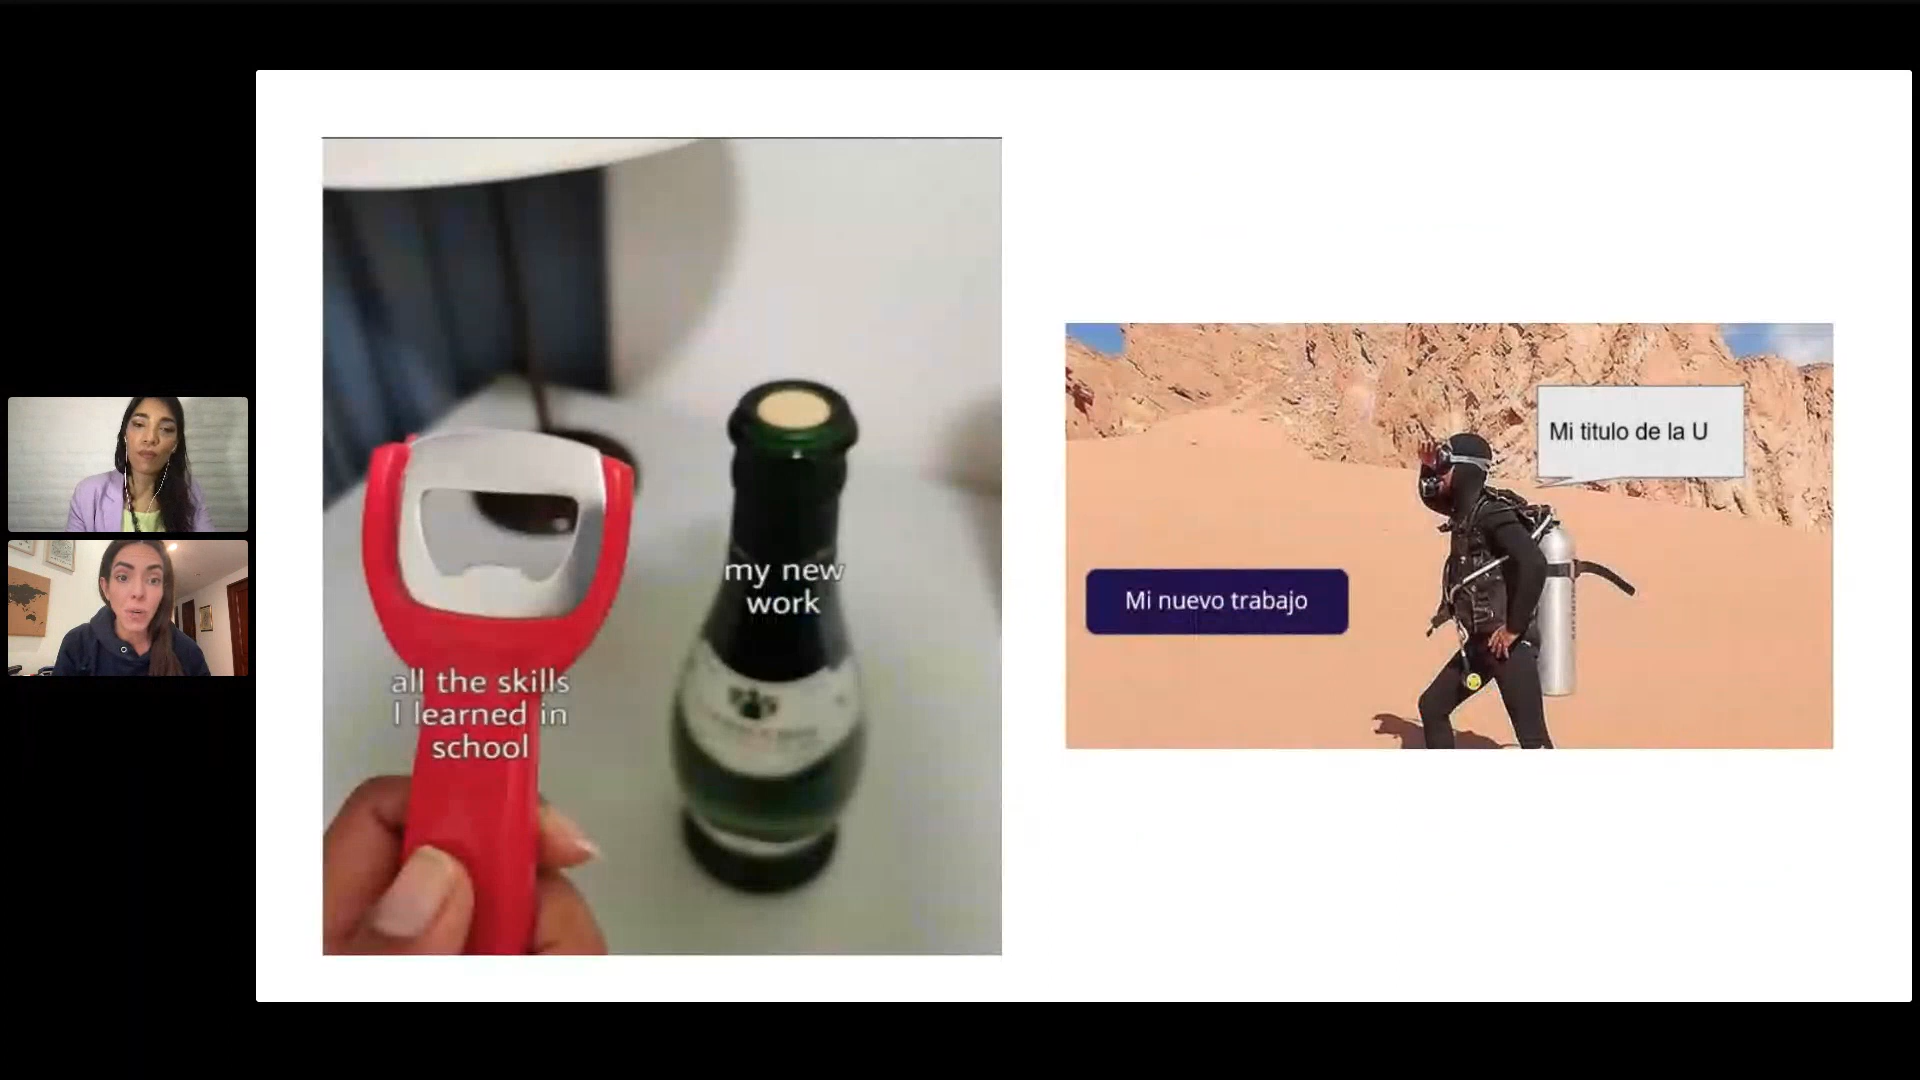 all the skills
I learned in
school
my new
work
Mi titulo de la U
Mi nuevo trabajo